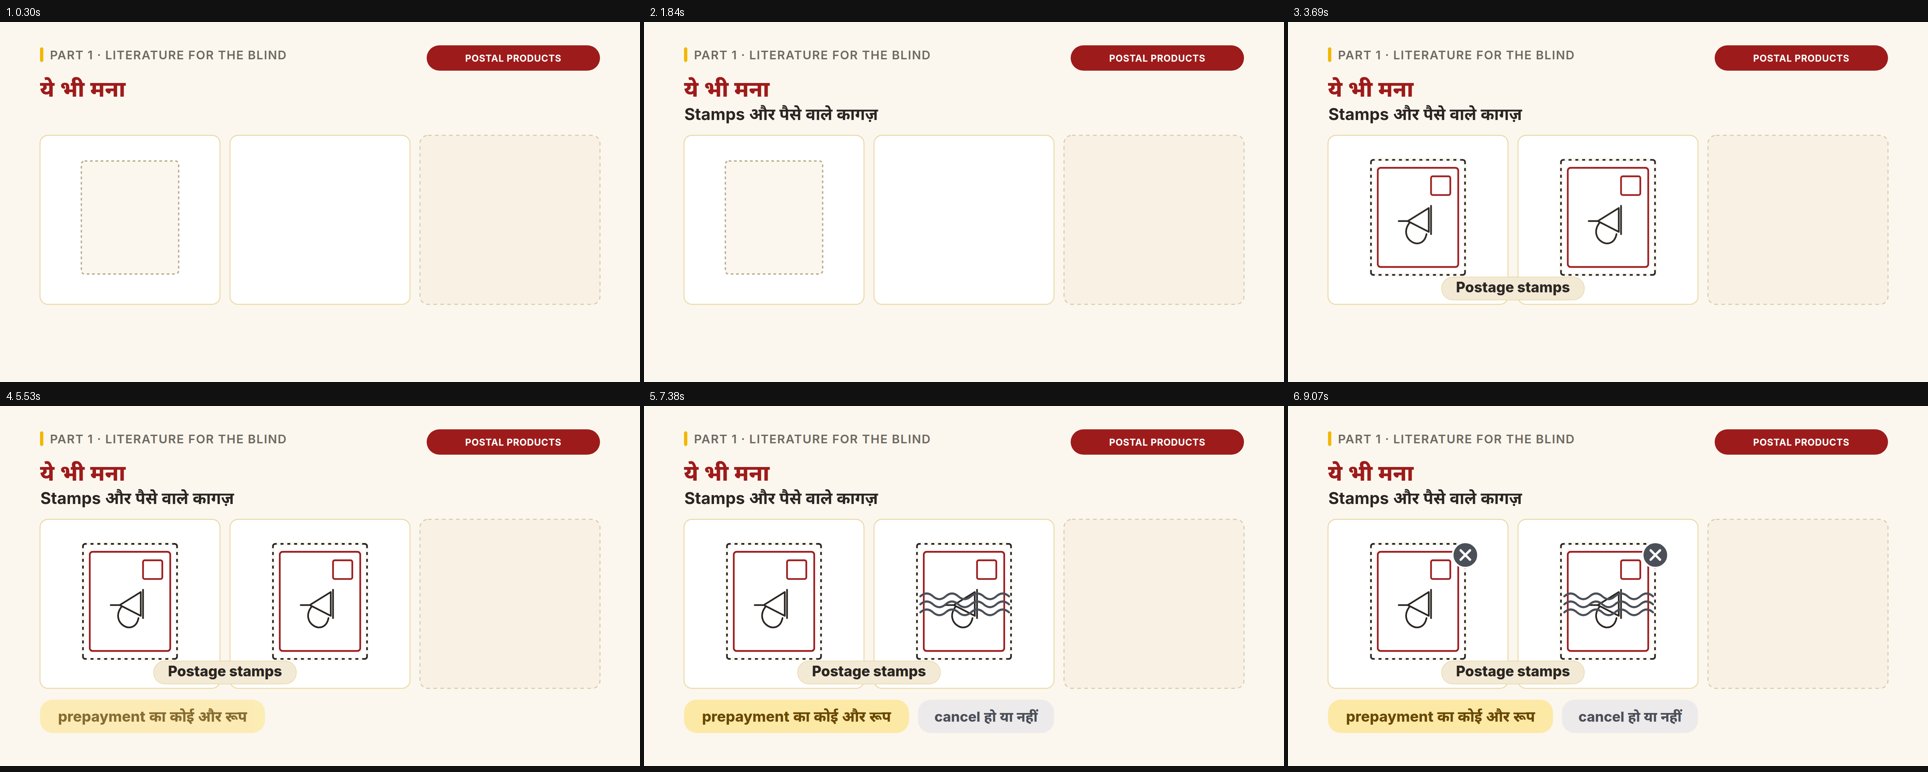 1. 0.30s
PART 1 · LITERATURE FOR THE BLIND
POSTAL PRODUCTS
ये भी मना
2. 1.84s
PART 1 · LITERATURE FOR THE BLIND
POSTAL PRODUCTS
ये भी मना
Stamps और पैसे वाले कागज़
3. 3.69s
PART 1 · LITERATURE FOR THE BLIND
POSTAL PRODUCTS
ये भी मना
Stamps और पैसे वाले कागज़
Postage stamps
4. 5.53s
PART 1 · LITERATURE FOR THE BLIND
POSTAL PRODUCTS
ये भी मना
Stamps और पैसे वाले कागज़
Postage stamps
prepayment का कोई और रूप
5. 7.38s
PART 1 · LITERATURE FOR THE BLIND
POSTAL PRODUCTS
ये भी मना
Stamps और पैसे वाले कागज़
Postage stamps
prepayment का कोई और रूप
cancel हो या नहीं
6. 9.07s
PART 1 · LITERATURE FOR THE BLIND
POSTAL PRODUCTS
ये भी मना
Stamps और पैसे वाले कागज़
Postage stamps
prepayment का कोई और रूप
cancel हो या नहीं